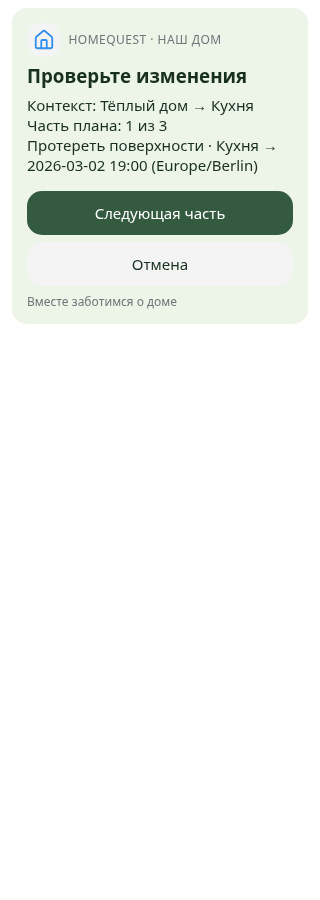 HOMEQUEST · НАШ ДОМ
Проверьте изменения
Контекст: Тёплый дом → Кухня
Часть плана: 1 из 3
Протереть поверхности · Кухня →
2026-03-02 19:00 (Europe/Berlin)
Следующая часть
Отмена
Вместе заботимся о доме